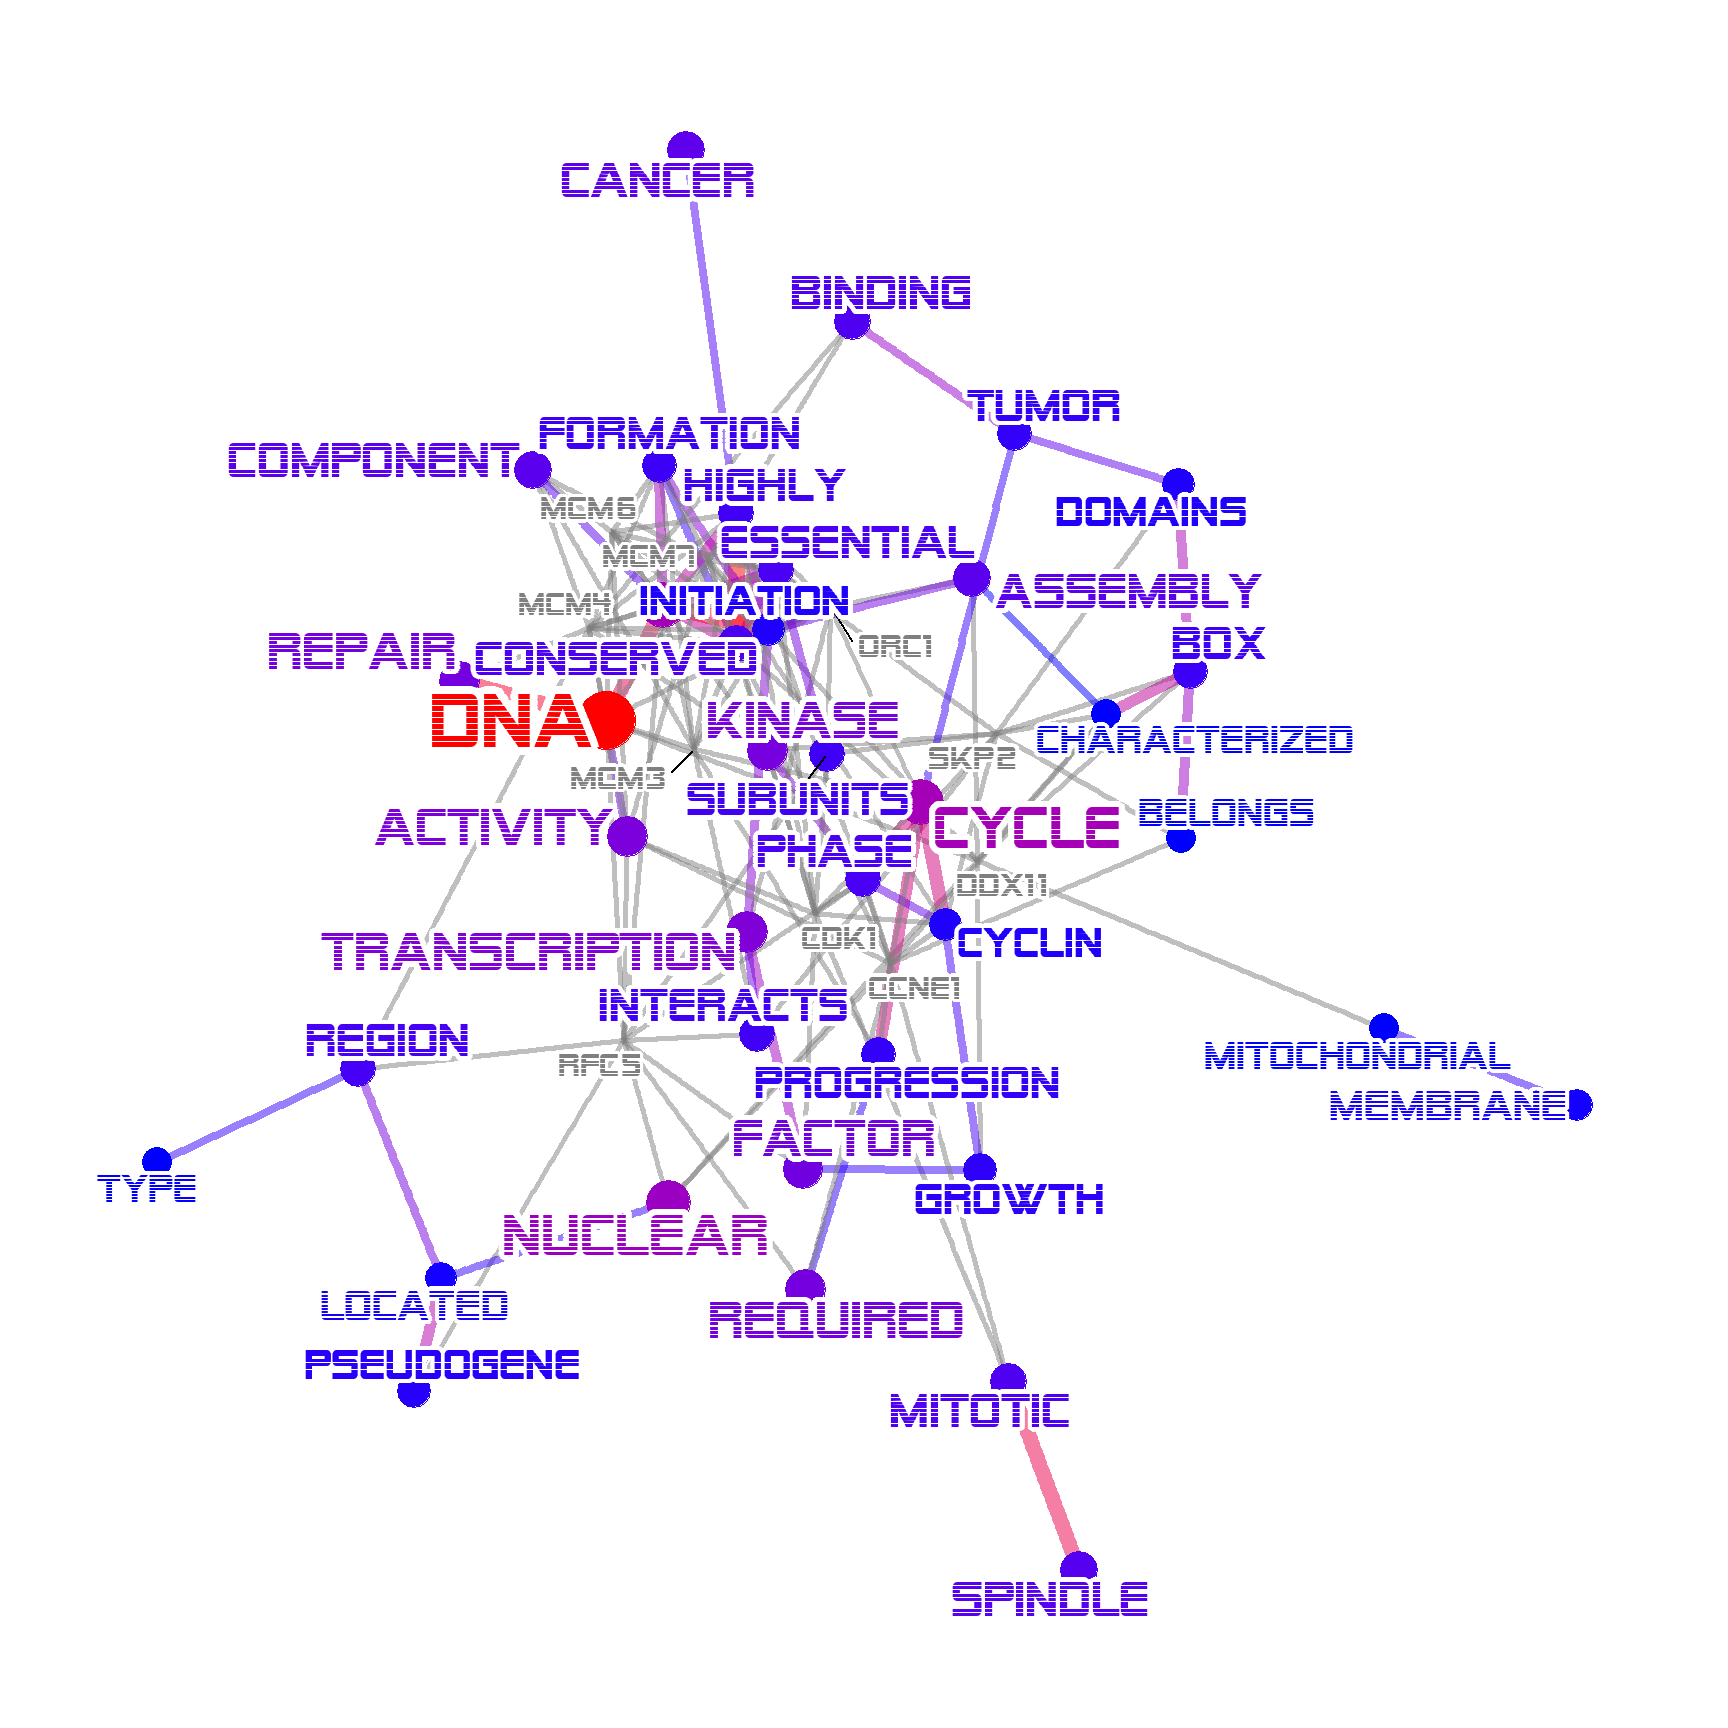 CANCER
BINDING
TUMOR
FORMATION
COMPONENT
HIGHLY
MCM6
DOMAINS
ESSENTIAL
MCM7
ASSEMBLY
INITIATION
MCM4
BOX
ORC1
REPAIR
CONSERVED
DNA
KINASE
CHARACTERIZED
SKP2
MCM3
SUBUNITS
BELONGS
ACTIVITY
CYCLE
PHASE
DDX11
CDK1
CYCLIN
TRANSCRIPTION
CCNE1
INTERACTS
REGION
MITOCHONDRIAL
RFC5
PROGRESSION
MEMBRANE
FACTOR
TYPE
GROWTH
NUCLEAR
LOCATED
REQUIRED
PSEUDOGENE
MITOTIC
SPINDLE